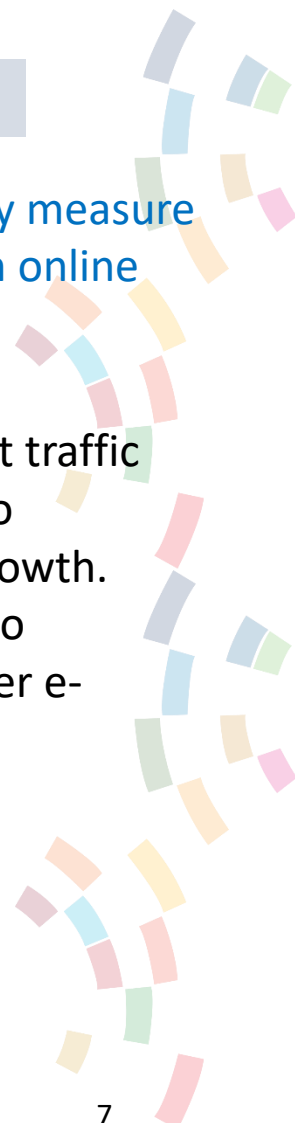 y measure
n online
t traffic
o
owth.
o
er e-
7